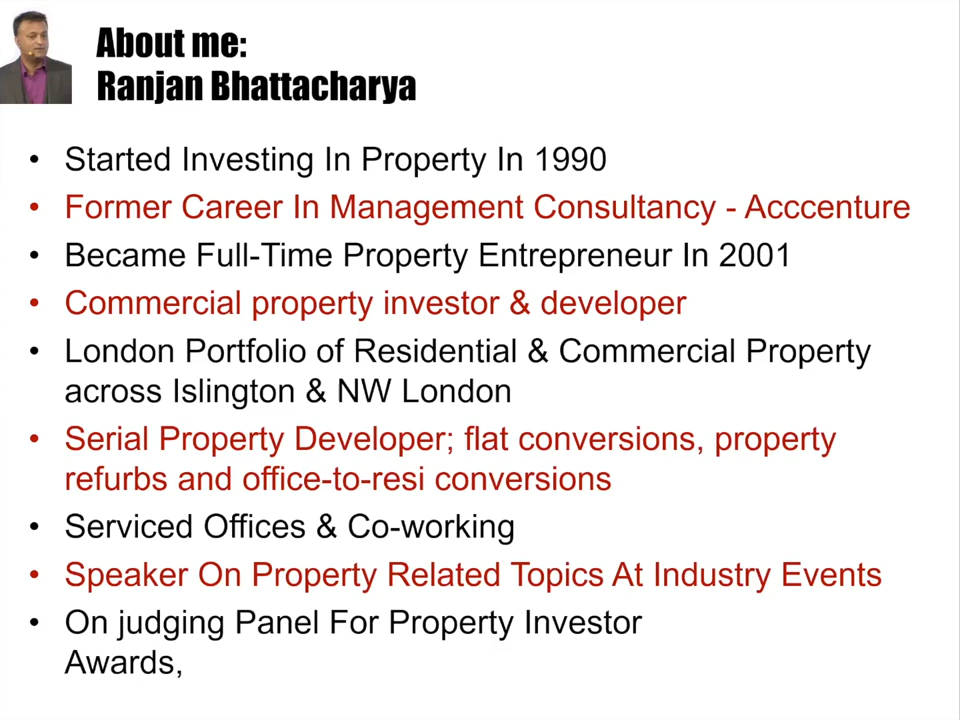 About me:
Ranjan Bhattacharya
• Started Investing In Property In 1990
• Former Career In Management Consultancy - Acccenture
• Became Full-Time Property Entrepreneur In 2001
• Commercial property investor & developer
• London Portfolio of Residential & Commercial Property
across Islington & NW London
• Serial Property Developer; flat conversions, property
refurbs and office-to-resi conversions
• Serviced Offices & Co-working
• Speaker On Property Related Topics At Industry Events
• On judging Panel For Property Investor
Awards,